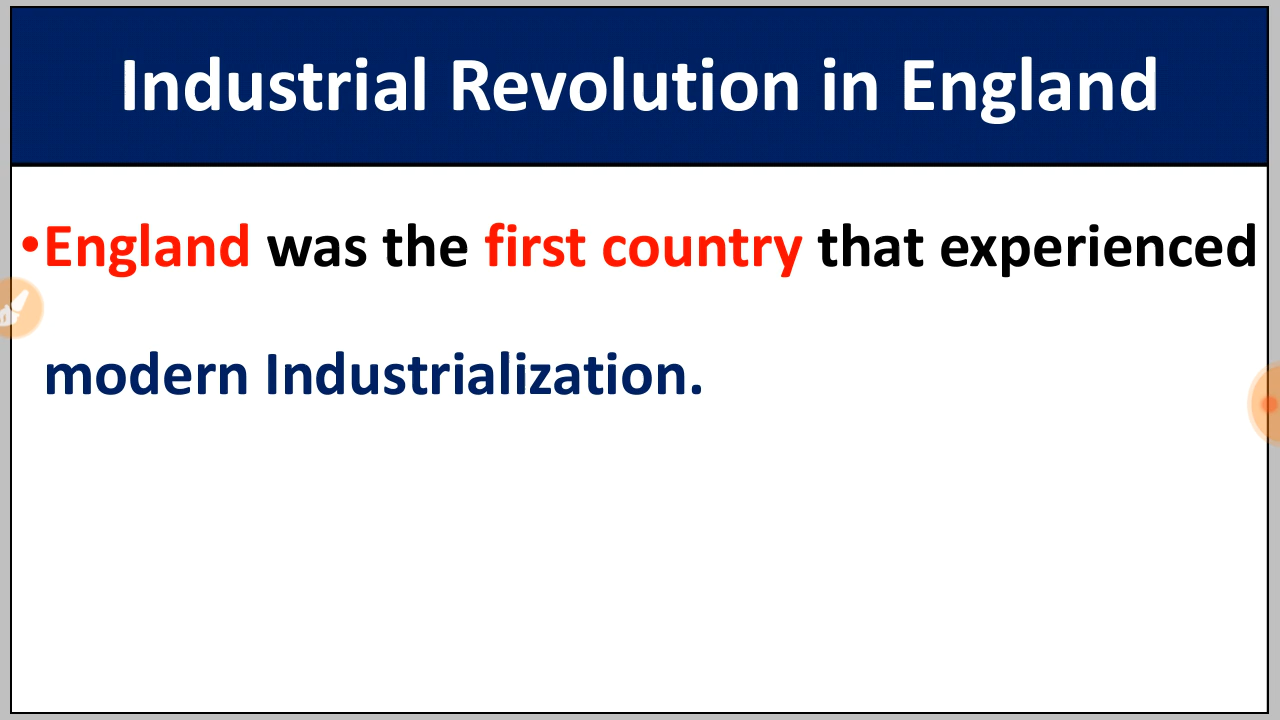 Industrial Revolution in England
•England was the first country that experienced
modern Industrialization.